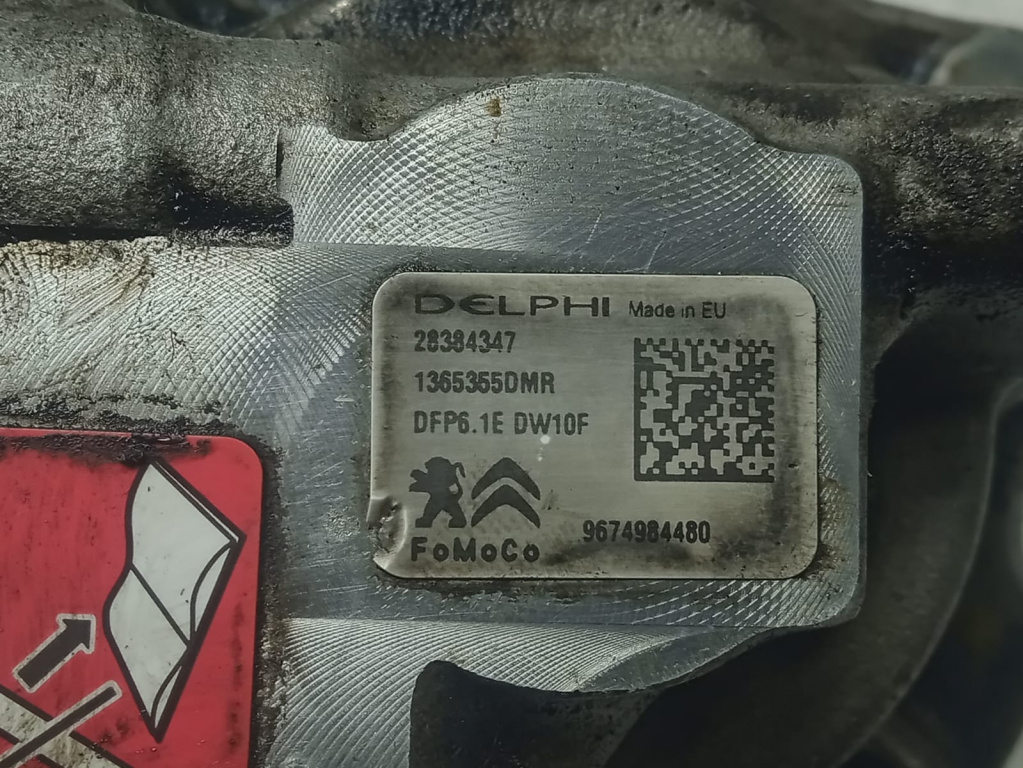 DELPHI Made in EU
28384347
1365355DMR
DFP6.1E DW10F
FoMoCo
9674984480